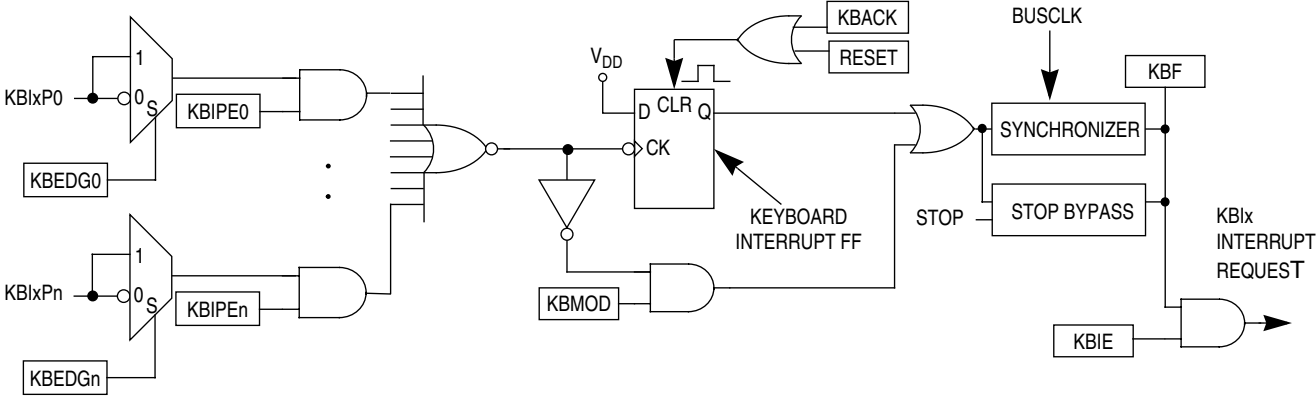 KBIxP0
1
0
S
KBIPE0
KBEDG0
KBIxPn
1
0
S
KBIPEn
KBEDGn
VDD
D
CLR
Q
CK
KBACK
RESET
KEYBOARD
INTERRUPT FF
KBMOD
BUSCLK
SYNCHRONIZER
STOP
STOP BYPASS
KBF
KBIE
KBIx
INTERRUPT
REQUEST